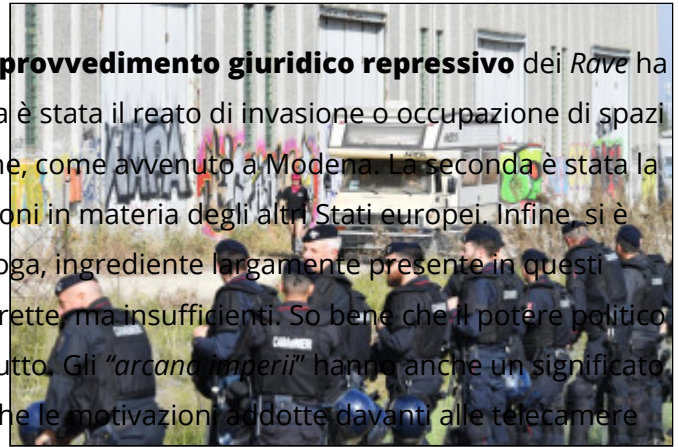 provvedimento giuridico repressivo dei Rave ha
a è stata il reato di invasione o occupazione di spazi
ne, come avvenuto a Modena. La seconda è stata la
oni in materia degli altri Stati europei. Infine, si è
oga, ingrediente largamente presente in questi
rette, ma insufficienti. So bene che il potere politico
utto. Gli “arcana imperii” hanno anche un significato
he le motivazioni addotte davanti alle telecamere
CARABINIERI